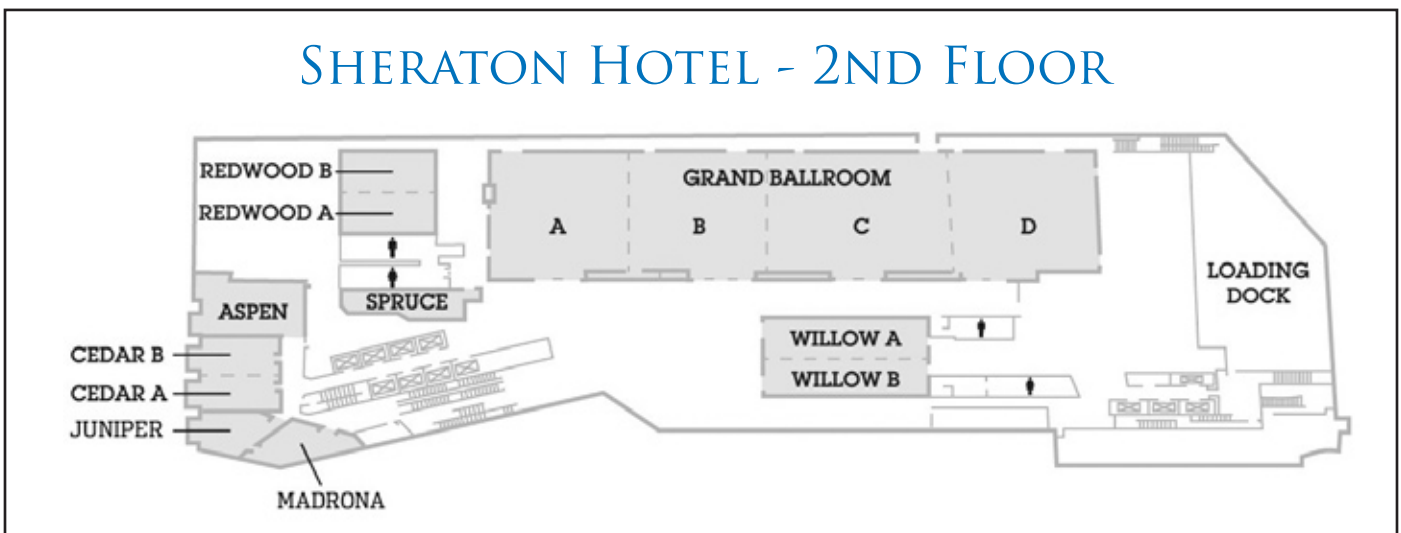 SHERATON HOTEL - 2ND FLOOR
REDWOOD B
REDWOOD A
GRAND BALLROOM
A
B
C
D
SPRUCE
ASPEN
LOADING
DOCK
CEDAR B
CEDAR A
WILLOW A
WILLOW B
JUNIPER
MADRONA